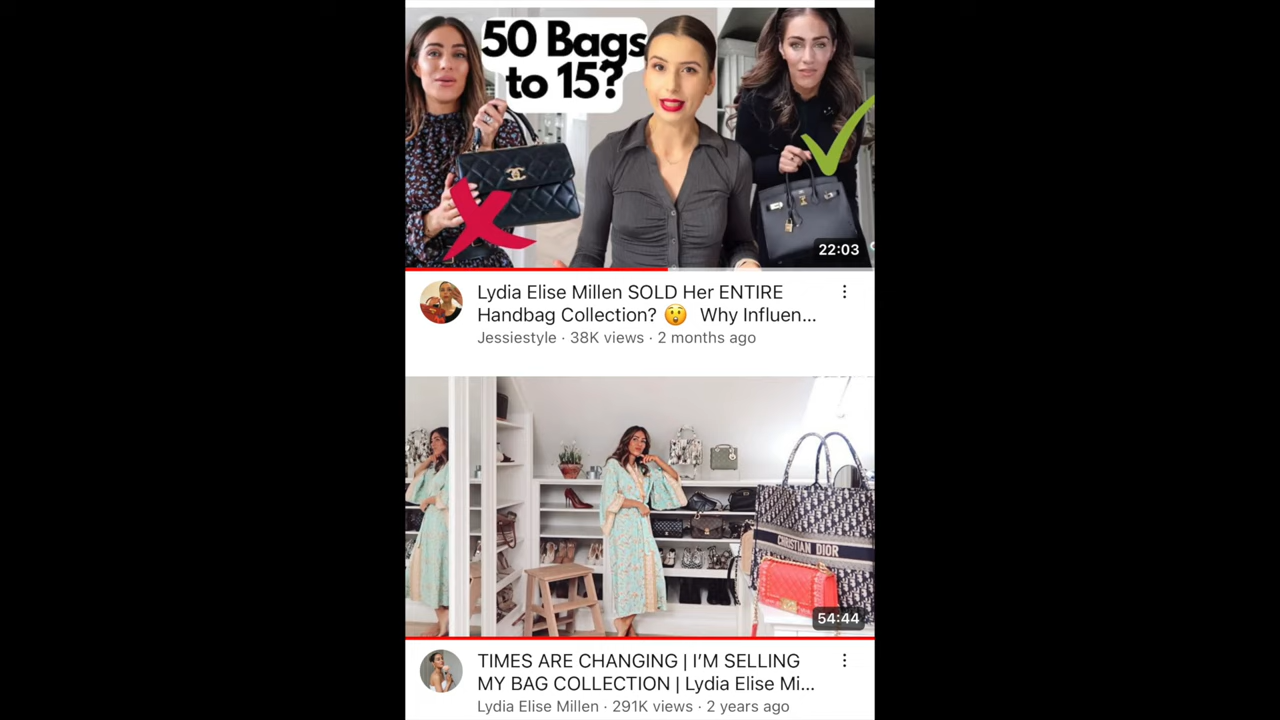 50 Bags
to 15?
22:03
Lydia Elise Millen SOLD Her ENTIRE
Handbag Collection? 😲 Why Influen...
Jessiestyle · 38K views · 2 months ago
CHRISTIAN DIOR
54:44
TIMES ARE CHANGING | I'M SELLING
MY BAG COLLECTION | Lydia Elise Mi...
Lydia Elise Millen · 291K views · 2 years ago